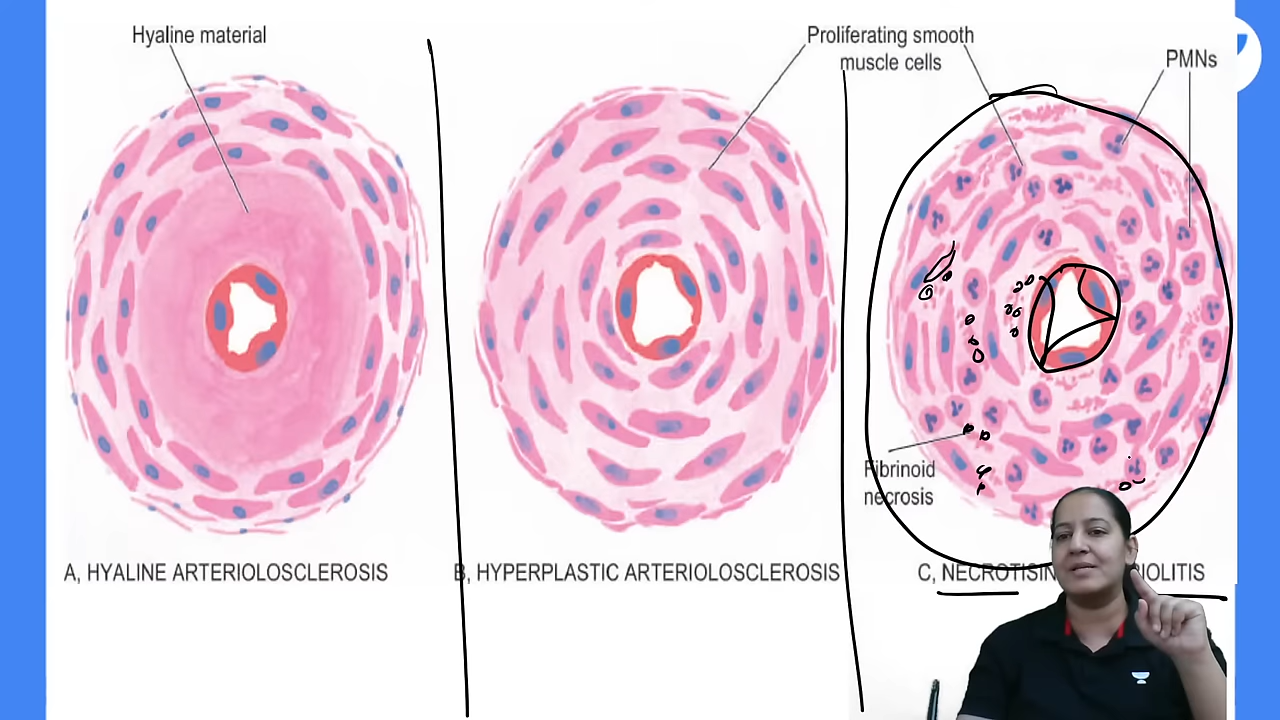 Hyaline material
Proliferating smooth
muscle cells
PMNs
Fibrinoid
necrosis
A, HYALINE ARTERIOLOSCLEROSIS
B, HYPERPLASTIC ARTERIOLOSCLEROSIS
C, NECROTISIN
IOLITIS